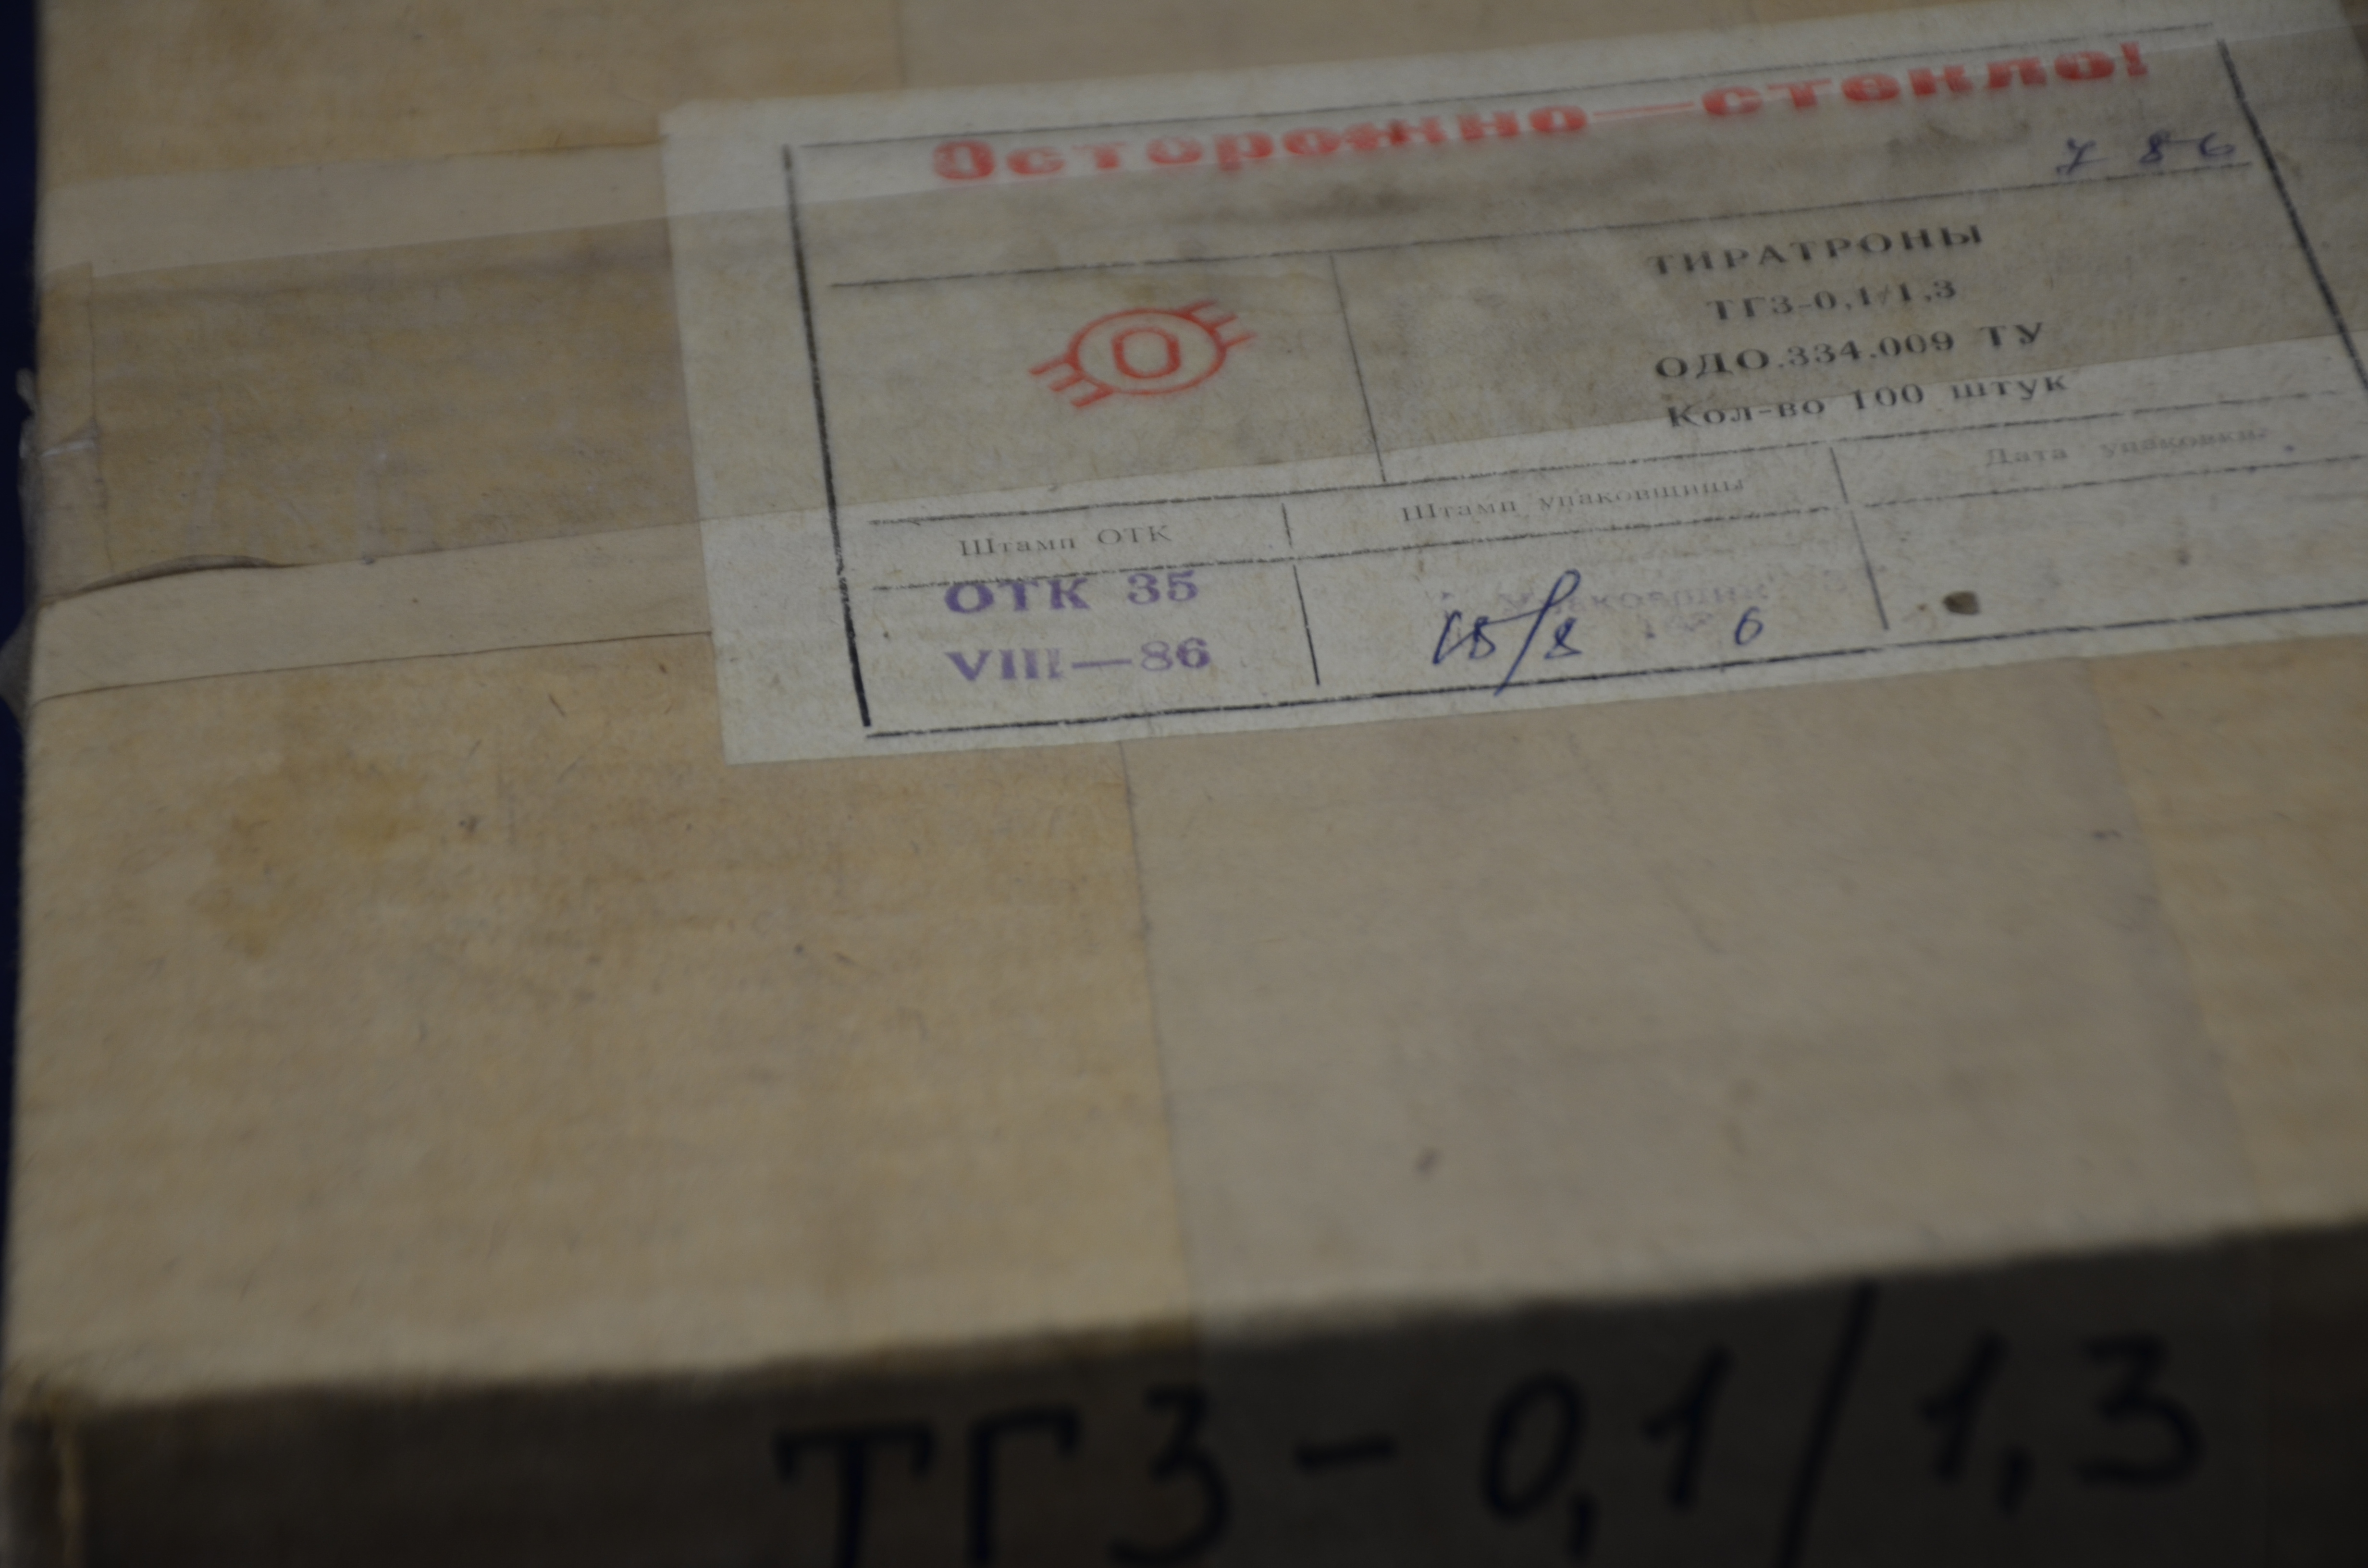 Осторожно—стекло!
7 86
ТИРАТРОНЫ
ТГ3-0,1/1,3
ОДО.334.009 ТУ
Кол-во 100 штук
Штамп ОТК
Штамп упаковщицы
Дата упаковки
ОТК 35
VIII—86
15/8 6
ТГ3-0,1/1,3